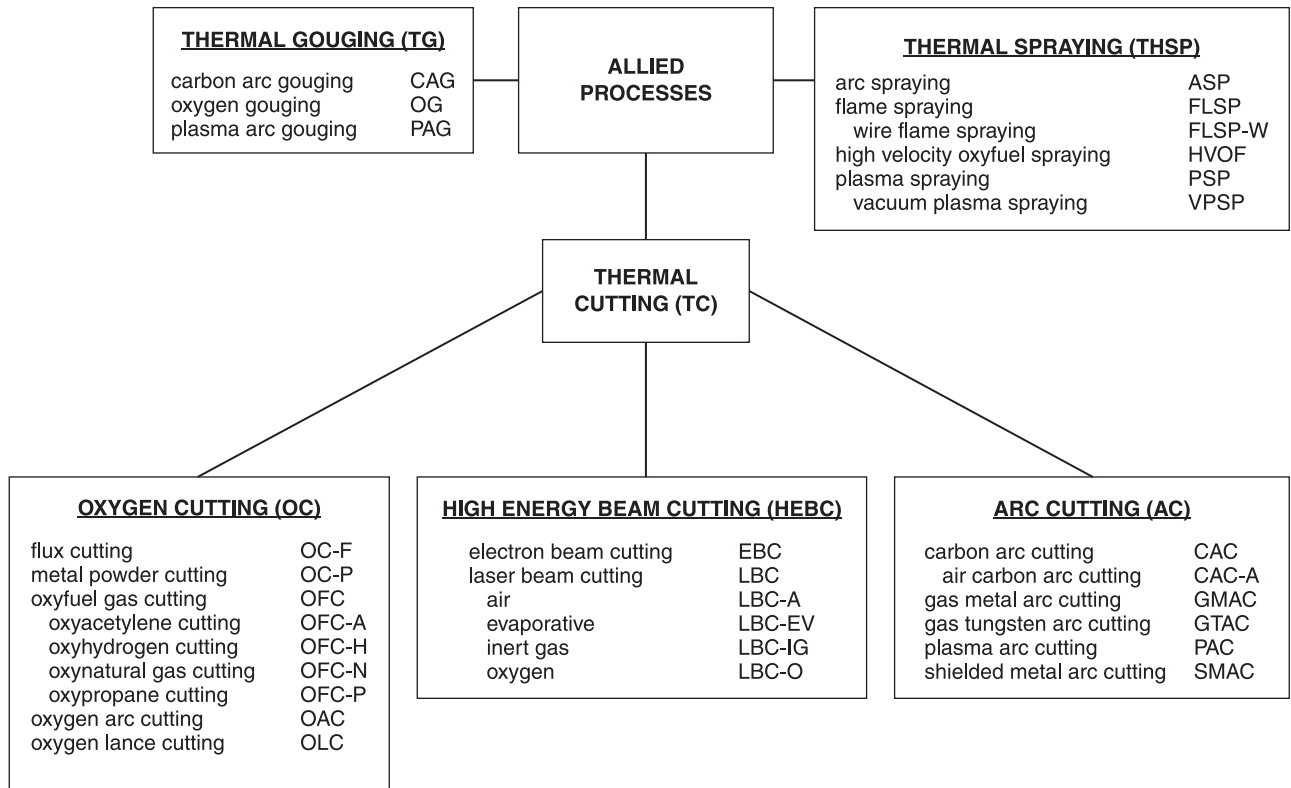 THERMAL GOUGING (TG)
carbon arc gouging CAG
oxygen gouging OG
plasma arc gouging PAG
ALLIED
PROCESSES
THERMAL SPRAYING (THSP)
arc spraying ASP
flame spraying FLSP
wire flame spraying FLSP-W
high velocity oxyfuel spraying HVOF
plasma spraying PSP
vacuum plasma spraying VPSP
THERMAL
CUTTING (TC)
OXYGEN CUTTING (OC)
flux cutting OC-F
metal powder cutting OC-P
oxyfuel gas cutting OFC
oxyacetylene cutting OFC-A
oxyhydrogen cutting OFC-H
oxynatural gas cutting OFC-N
oxypropane cutting OFC-P
oxygen arc cutting OAC
oxygen lance cutting OLC
HIGH ENERGY BEAM CUTTING (HEBC)
electron beam cutting EBC
laser beam cutting LBC
air LBC-A
evaporative LBC-EV
inert gas LBC-IG
oxygen LBC-O
ARC CUTTING (AC)
carbon arc cutting CAC
air carbon arc cutting CAC-A
gas metal arc cutting GMAC
gas tungsten arc cutting GTAC
plasma arc cutting PAC
shielded metal arc cutting SMAC